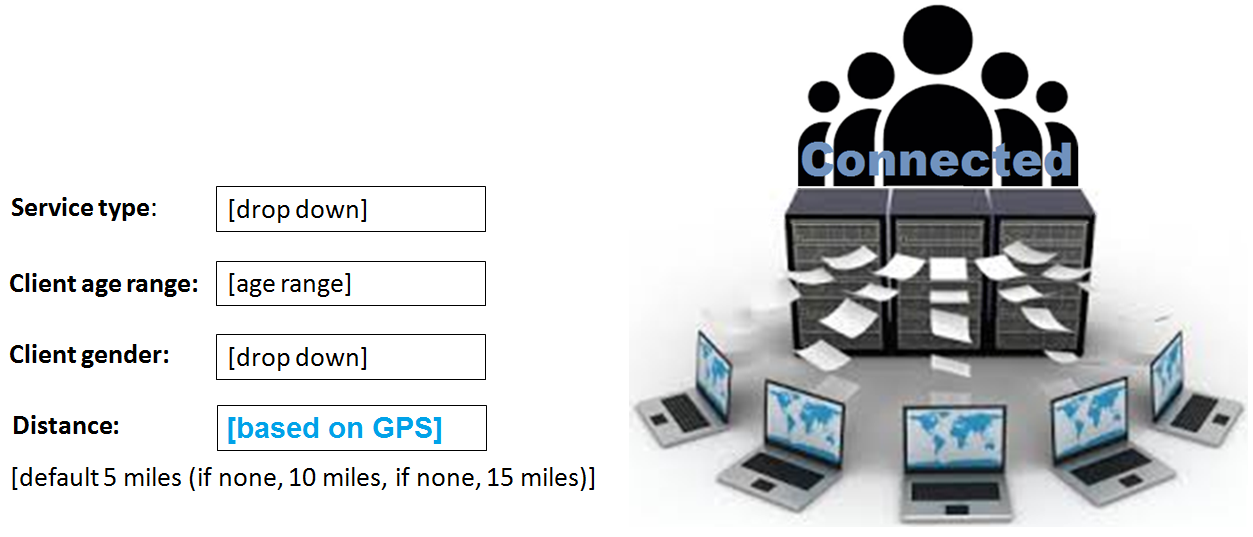 Connected
Service type: [drop down]
Client age range: [age range]
Client gender: [drop down]
Distance: [based on GPS]
[default 5 miles (if none, 10 miles, if none, 15 miles)]